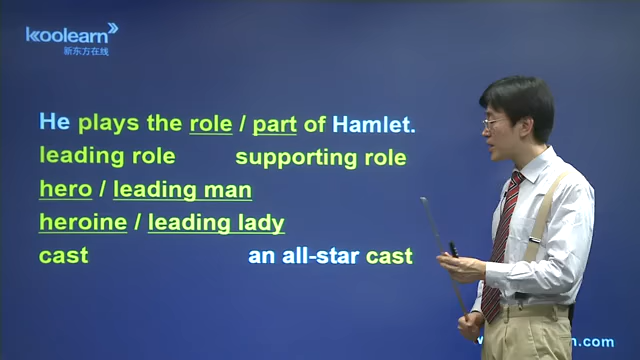 koolearn
新东方在线
He plays the role / part of Hamlet.
leading role supporting role
hero / leading man
heroine / leading lady
cast an all-star cast